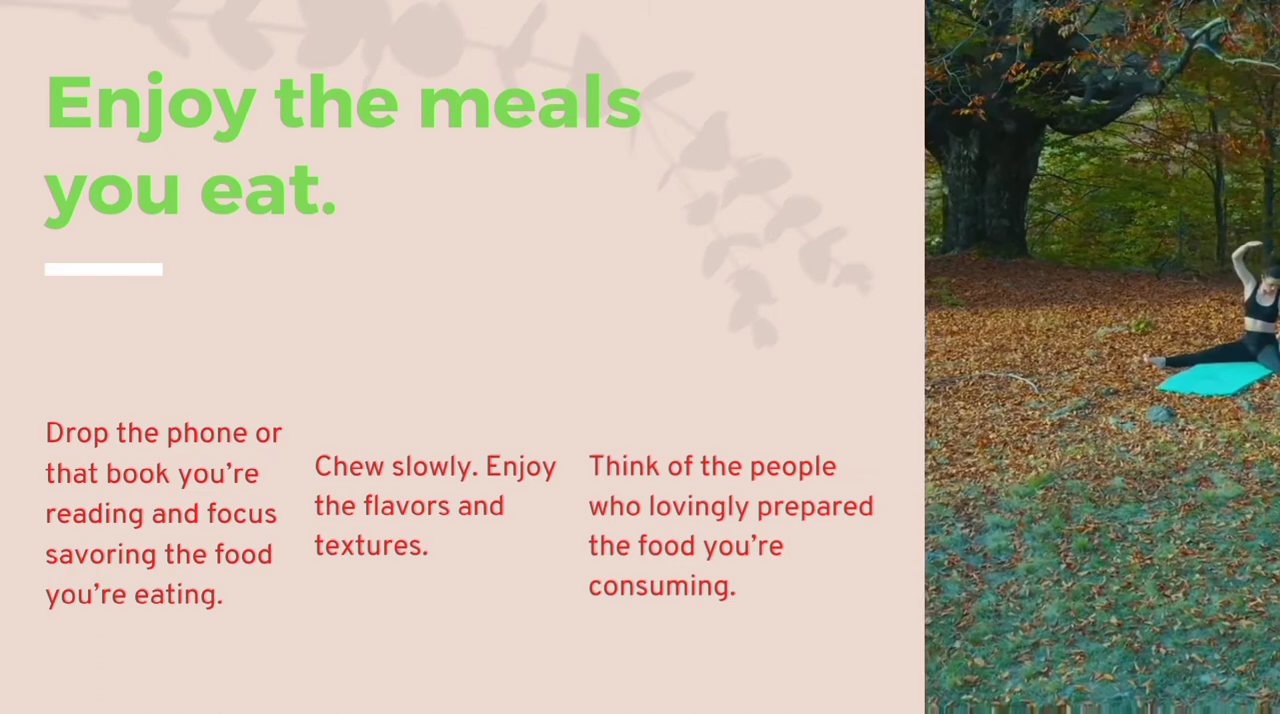 Enjoy the meals
you eat.
Drop the phone or
that book you’re
reading and focus
savoring the food
you’re eating.
Chew slowly. Enjoy
the flavors and
textures.
Think of the people
who lovingly prepared
the food you’re
consuming.